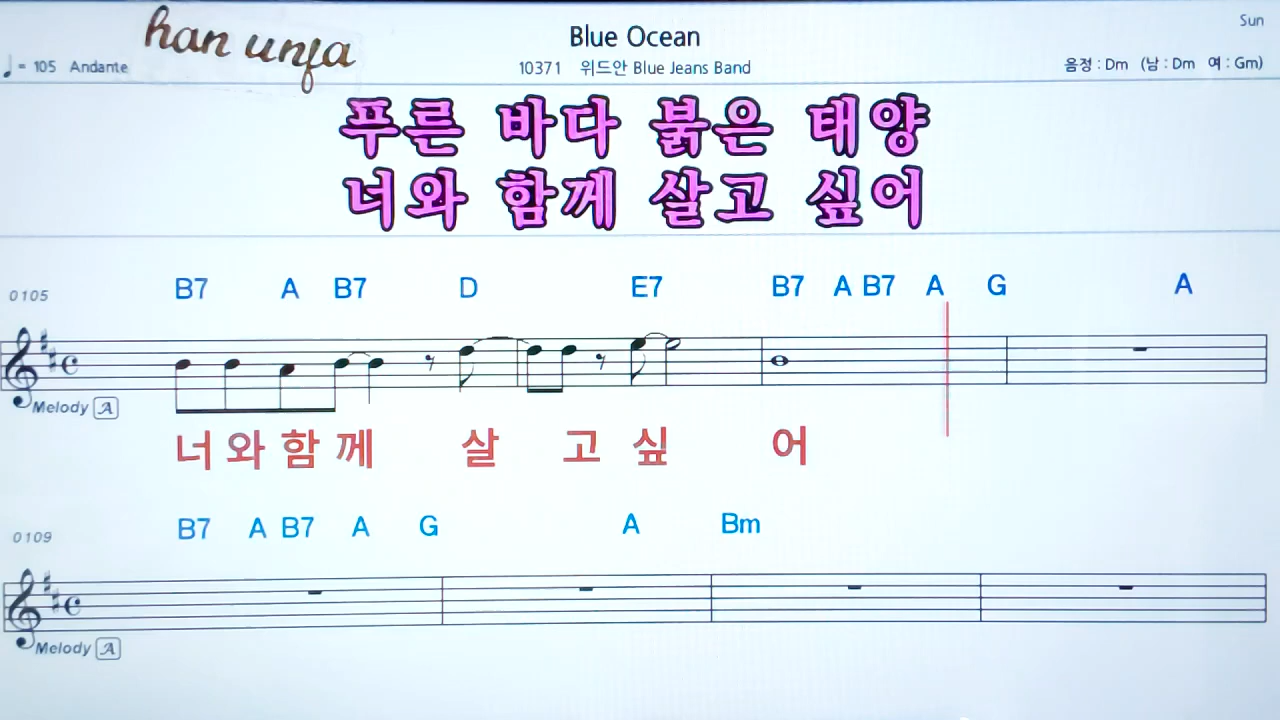 han unja
Blue Ocean
Sun
♩= 105 Andante
10371 위드안 Blue Jeans Band
음정 : Dm (남 : Dm 여 : Gm)
푸른 바다 붉은 태양
너와 함께 살고 싶어
0105
B7 A B7 D E7 B7 A B7 A G A
Melody A
너 와 함 께 살 고 싶 어
0109
B7 A B7 A G A Bm
Melody A